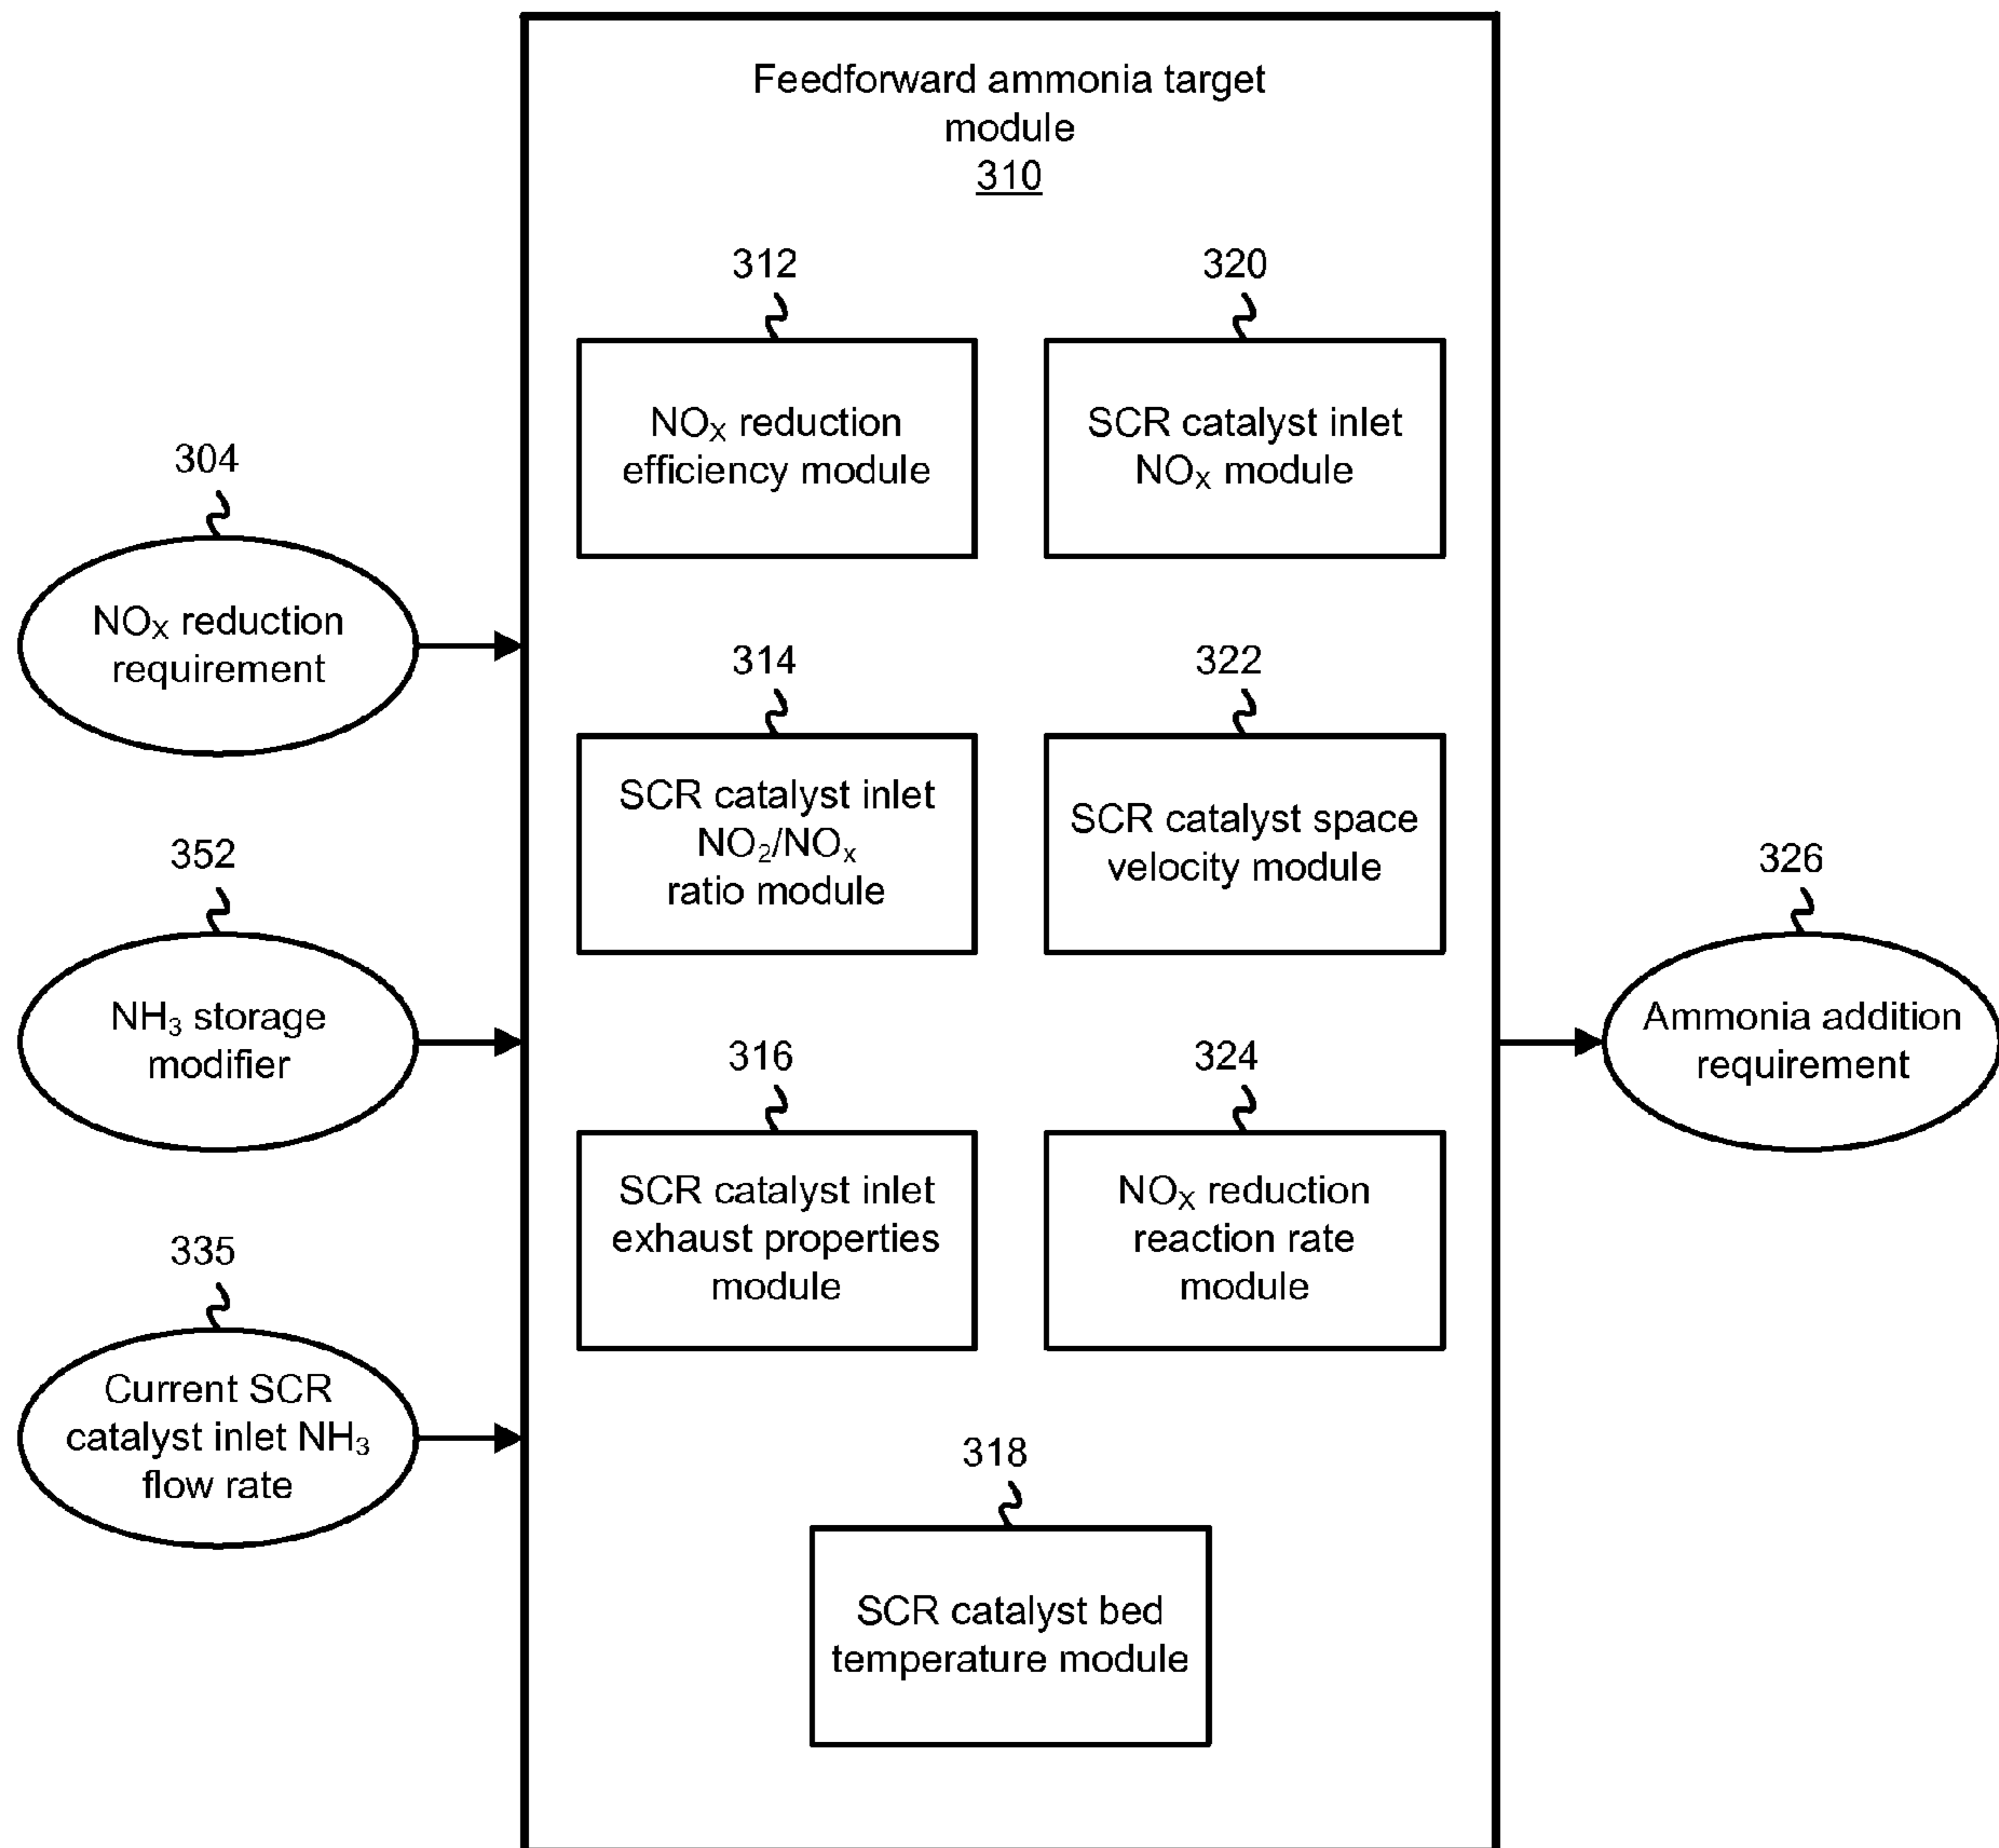 Feedforward ammonia target
module
310
312
NOX reduction
efficiency module
320
SCR catalyst inlet
NOX module
304
NOX reduction
requirement
314
SCR catalyst inlet
NO2/NOx
ratio module
322
SCR catalyst space
velocity module
352
NH3 storage
modifier
326
Ammonia addition
requirement
316
SCR catalyst inlet
exhaust properties
module
324
NOX reduction
reaction rate
module
335
Current SCR
catalyst inlet NH3
flow rate
318
SCR catalyst bed
temperature module